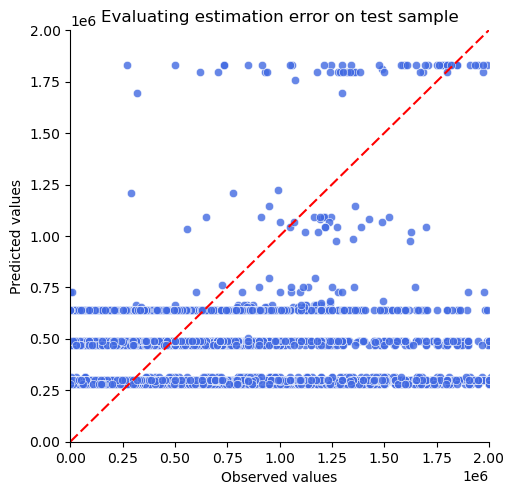 Evaluating estimation error on test sample
1e6
2.00
1.75
1.50
1.25
1.00
0.75
0.50
0.25
0.00
Predicted values
0.00 0.25 0.50 0.75 1.00 1.25 1.50 1.75 2.00
Observed values
1e6